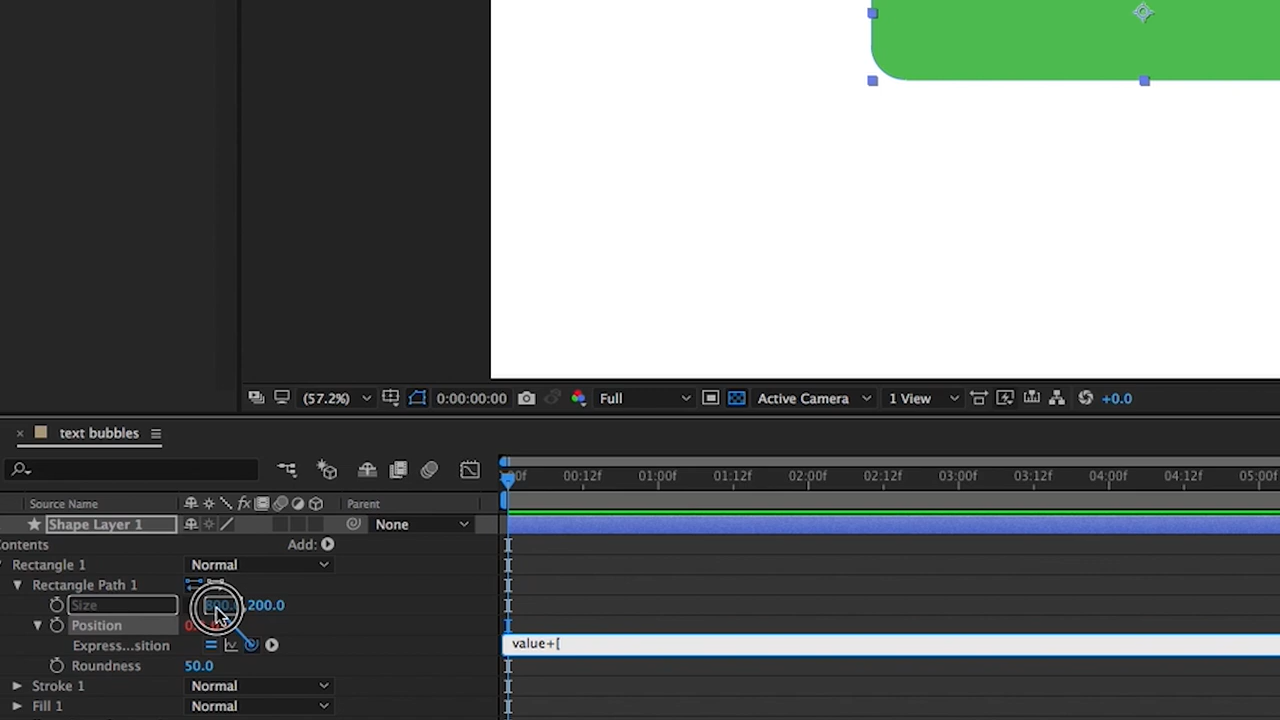 (57.2%) 0:00:00:00 Full Active Camera 1 View +0.0
× text bubbles
00:12f 01:00f 01:12f 02:00f 02:12f 03:00f 03:12f 04:00f 04:12f 05:00f
Source Name fx Parent
Shape Layer 1 None
Contents Add:
Rectangle 1 Normal
Rectangle Path 1
Size 200.0
Position
Express...sition value+[
Roundness 50.0
Stroke 1 Normal
Fill 1 Normal